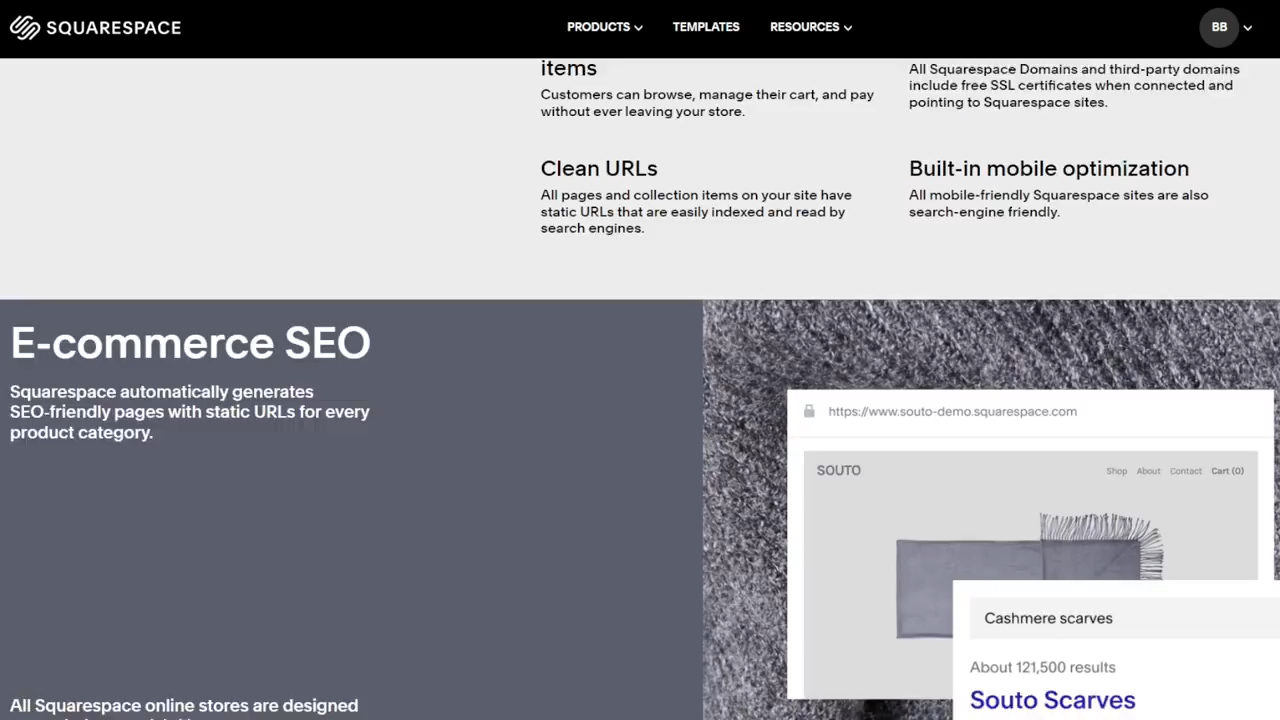 SQUARESPACE
PRODUCTS
TEMPLATES
RESOURCES
BB
items
Customers can browse, manage their cart, and pay
without ever leaving your store.
All Squarespace Domains and third-party domains
include free SSL certificates when connected and
pointing to Squarespace sites.
Clean URLs
All pages and collection items on your site have
static URLs that are easily indexed and read by
search engines.
Built-in mobile optimization
All mobile-friendly Squarespace sites are also
search-engine friendly.
E-commerce SEO
Squarespace automatically generates
SEO-friendly pages with static URLs for every
product category.
All Squarespace online stores are designed
https://www.souto-demo.squarespace.com
SOUTO
Shop About Contact Cart (0)
Cashmere scarves
About 121,500 results
Souto Scarves